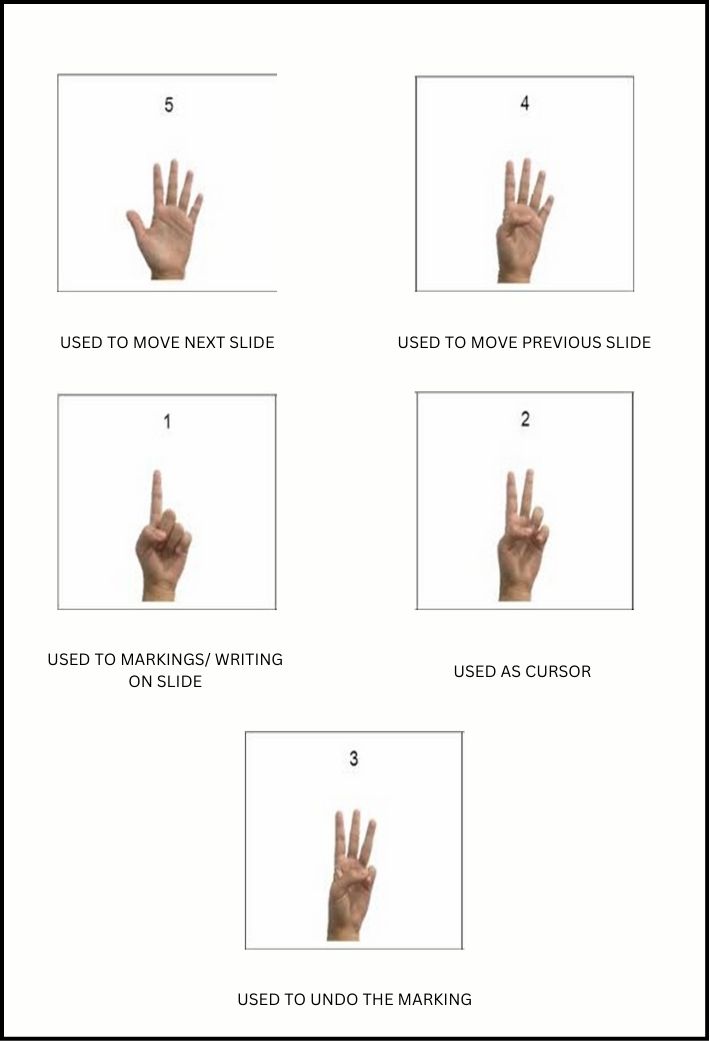 5
4
USED TO MOVE NEXT SLIDE
USED TO MOVE PREVIOUS SLIDE
1
2
USED TO MARKINGS/ WRITING
ON SLIDE
USED AS CURSOR
3
USED TO UNDO THE MARKING